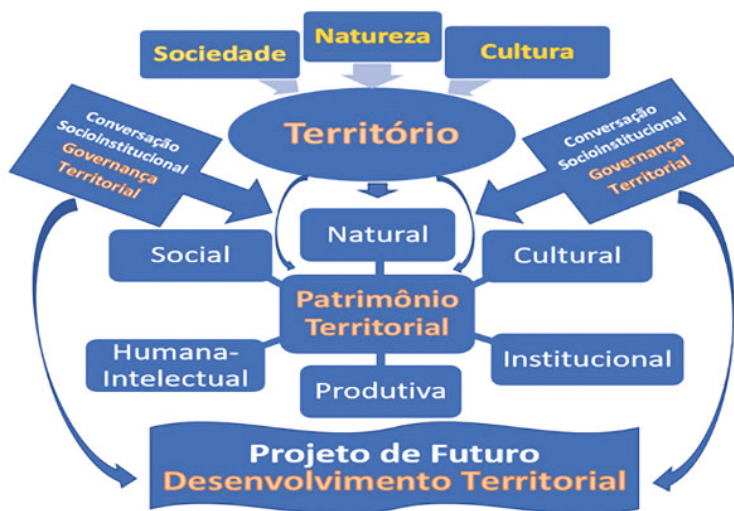 Sociedade
Natureza
Cultura
Território
Conversação
Socioinstitucional
Governança
Territorial
Conversação
Socioinstitucional
Governança
Territorial
Social
Natural
Cultural
Patrimônio
Territorial
Humana-
Intelectual
Produtiva
Institucional
Projeto de Futuro
Desenvolvimento Territorial